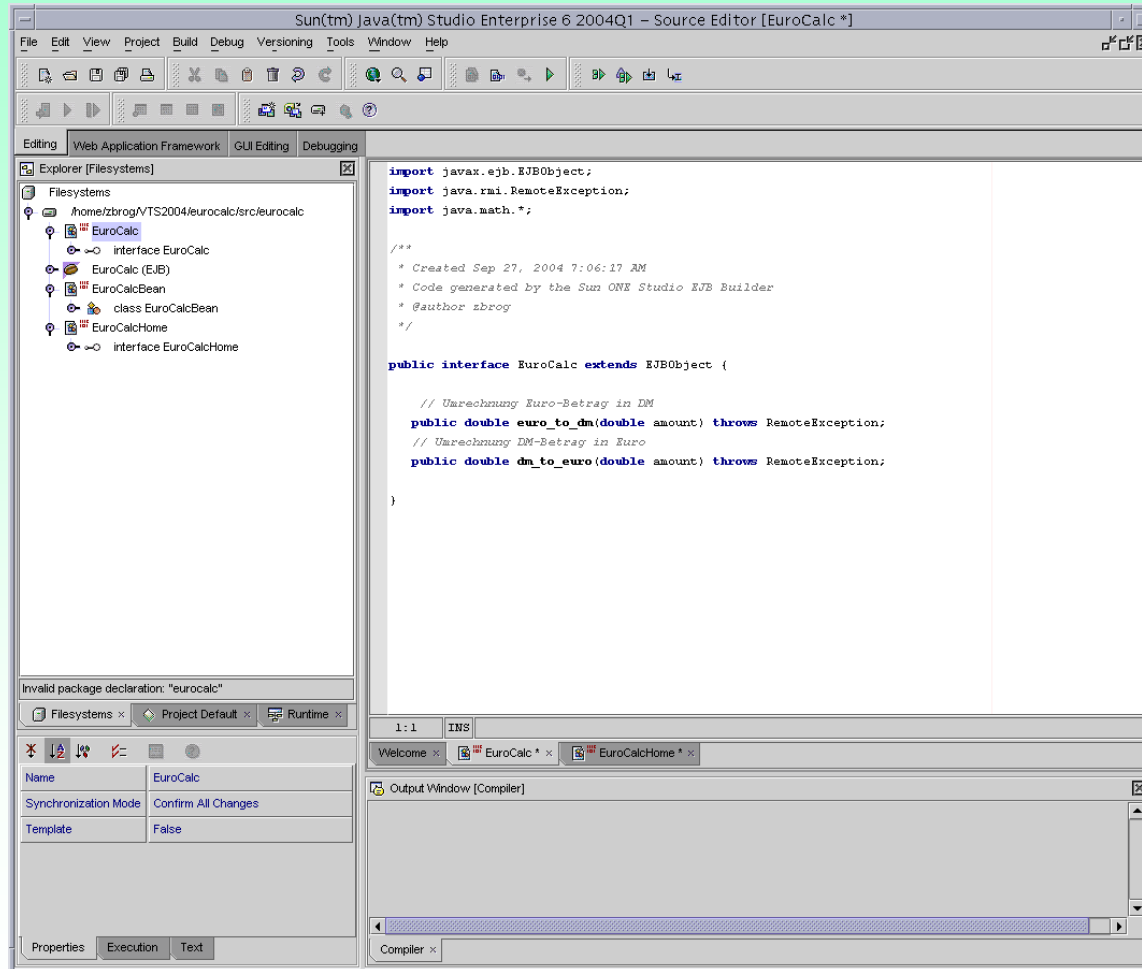 Sun(tm) Java(tm) Studio Enterprise 6 2004Q1 – Source Editor [EuroCalc *]
File Edit View Project Build Debug Versioning Tools Window Help
Editing Web Application Framework GUI Editing Debugging
Explorer [Filesystems]
Filesystems
/home/zbrog/VTS2004/eurocalc/src/eurocalc
EuroCalc
interface EuroCalc
EuroCalc (EJB)
EuroCalcBean
class EuroCalcBean
EuroCalcHome
interface EuroCalcHome
Invalid package declaration: "eurocalc"
Filesystems × Project Default × Runtime ×
Name EuroCalc
Synchronization Mode Confirm All Changes
Template False
Properties Execution Text
import javax.ejb.EJBObject;
import java.rmi.RemoteException;
import java.math.*;
/**
* Created Sep 27, 2004 7:06:17 AM
* Code generated by the Sun ONE Studio EJB Builder
* @author zbrog
*/
public interface EuroCalc extends EJBObject {
// Umrechnung Euro-Betrag in DM
public double euro_to_dm(double amount) throws RemoteException;
// Umrechnung DM-Betrag in Euro
public double dm_to_euro(double amount) throws RemoteException;
}
1:1 INS
Welcome × EuroCalc * × EuroCalcHome * ×
Output Window [Compiler]
Compiler ×